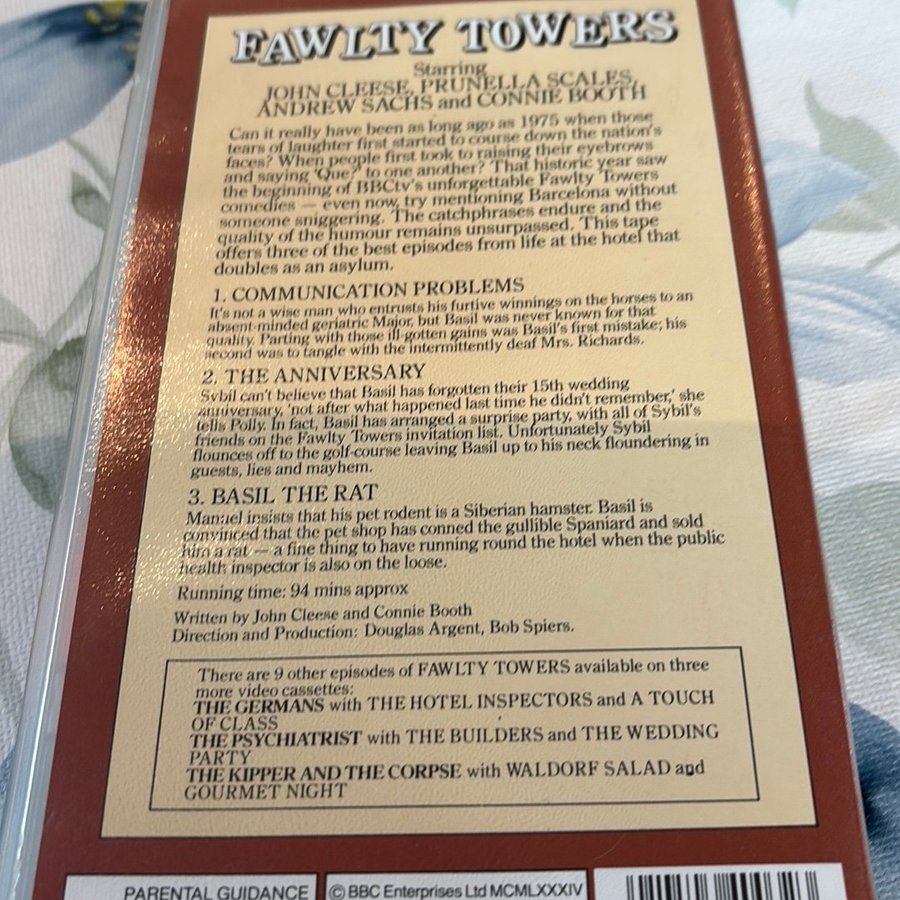 FAWLTY TOWERS
Starring
JOHN CLEESE, PRUNELLA SCALES,
ANDREW SACHS and CONNIE BOOTH
Can it really have been as long ago as 1975 when those
tears of laughter first started to course down the nation's
faces? When people first took to raising their eyebrows
and saying 'Que?' to one another? That historic year saw
the beginning of BBCtv's unforgettable Fawlty Towers
comedies — even now, try mentioning Barcelona without
someone sniggering. The catchphrases endure and the
quality of the humour remains unsurpassed. This tape
offers three of the best episodes from life at the hotel that
doubles as an asylum.
1. COMMUNICATION PROBLEMS
It's not a wise man who entrusts his furtive winnings on the horses to an
absent-minded geriatric Major, but Basil was never known for that
quality. Parting with those ill-gotten gains was Basil's first mistake; his
second was to tangle with the intermittently deaf Mrs. Richards.
2. THE ANNIVERSARY
Sybil can't believe that Basil has forgotten their 15th wedding
anniversary, 'not after what happened last time he didn't remember,' she
tells Polly. In fact, Basil has arranged a surprise party, with all of Sybil's
friends on the Fawlty Towers invitation list. Unfortunately Sybil
flounces off to the golf-course leaving Basil up to his neck floundering in
guests, lies and mayhem.
3. BASIL THE RAT
Manuel insists that his pet rodent is a Siberian hamster. Basil is
convinced that the pet shop has conned the gullible Spaniard and sold
him a rat — a fine thing to have running round the hotel when the public
health inspector is also on the loose.
Running time: 94 mins approx
Written by John Cleese and Connie Booth
Direction and Production: Douglas Argent, Bob Spiers.
There are 9 other episodes of FAWLTY TOWERS available on three
more video cassettes:
THE GERMANS with THE HOTEL INSPECTORS and A TOUCH
OF CLASS
THE PSYCHIATRIST with THE BUILDERS and THE WEDDING
PARTY
THE KIPPER AND THE CORPSE with WALDORF SALAD and
GOURMET NIGHT
PARENTAL GUIDANCE
© BBC Enterprises Ltd MCMLXXXIV